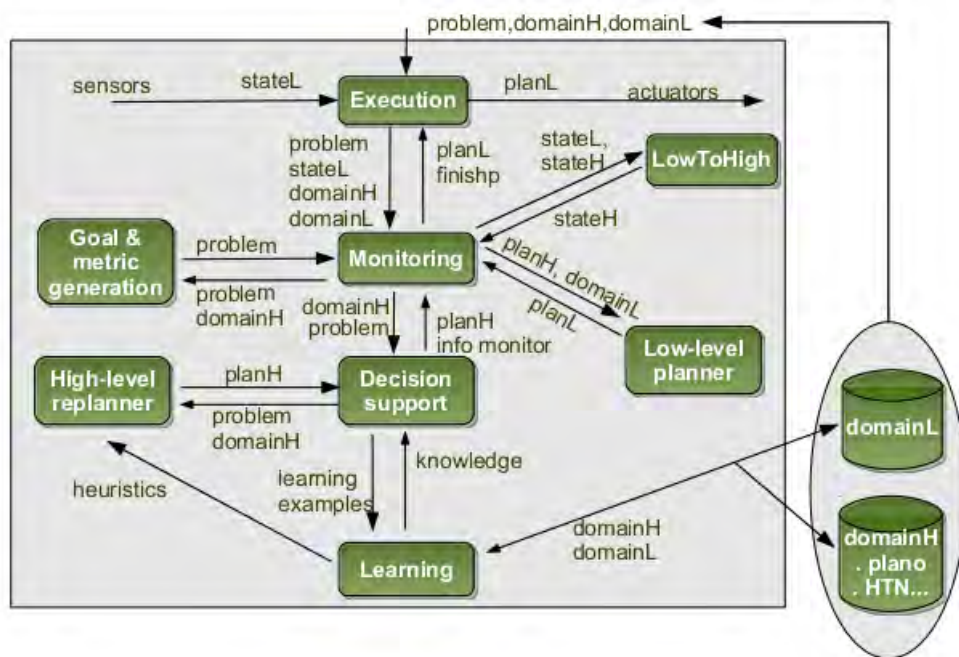 problem,domainH,domainL
sensors
stateL
Execution
planL
actuators
problem
stateL
domainH
domainL
planL
finishp
stateL,
stateH
LowToHigh
stateH
Goal &
metric
generation
problem
Monitoring
problem
domainH
planH, domainL
planL
domainH
problem
planH
info monitor
Low-level
planner
High-level
replanner
planH
Decision
support
problem
domainH
domainL
heuristics
learning
examples
knowledge
domainH
domainL
Learning
domainH
. plano
. HTN...